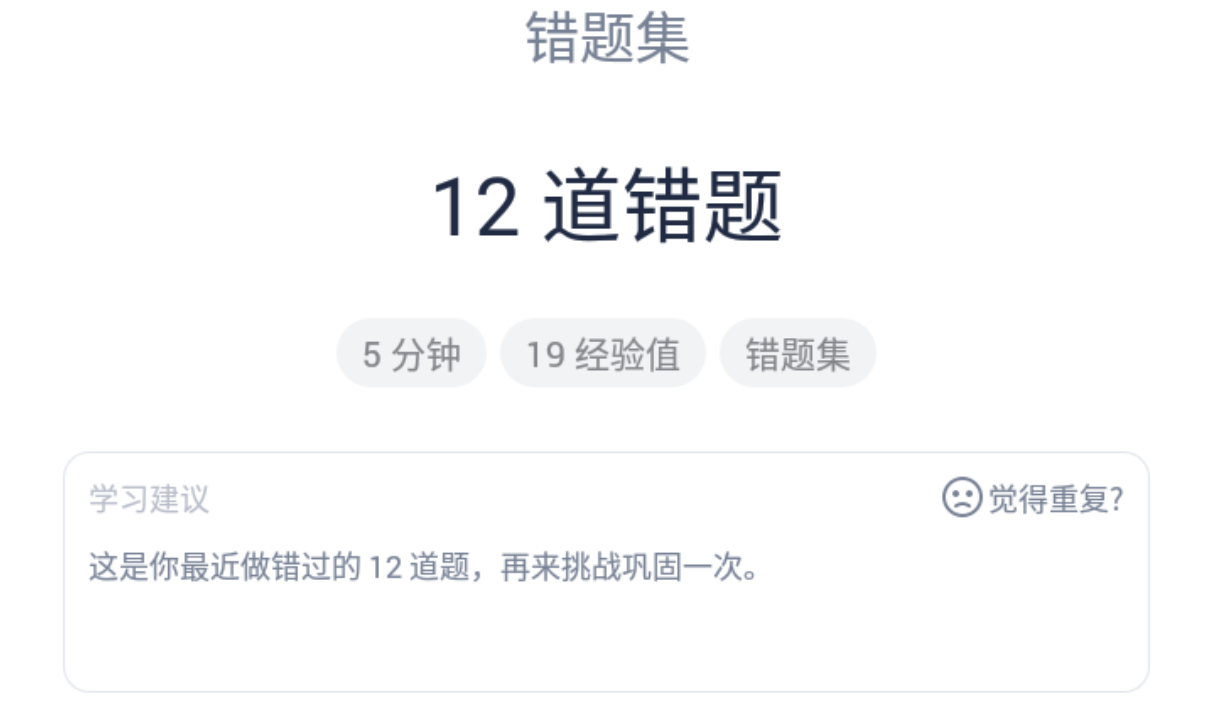 错题集
12 道错题
5 分钟 19 经验值 错题集
学习建议 觉得重复?
这是你最近做错过的 12 道题，再来挑战巩固一次。